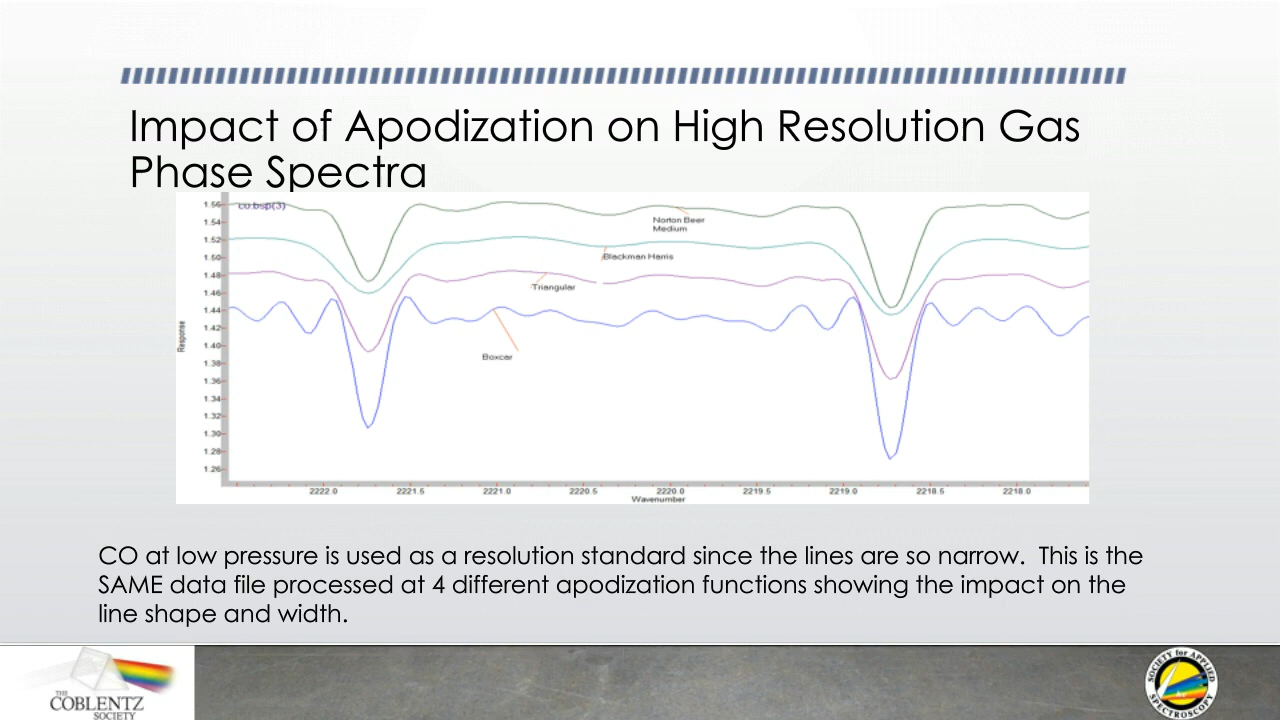 Impact of Apodization on High Resolution Gas
Phase Spectra
1.56
co.bsp(3)
1.54
Norton Beer
Medium
1.52
1.50
Blackman Harris
1.48
Triangular
1.46
1.44
1.42
Response
1.40
Boxcar
1.38
1.36
1.34
1.32
1.30
1.28
1.26
2222.0 2221.5 2221.0 2220.5 2220.0 2219.5 2219.0 2218.5 2218.0
Wavenumber
CO at low pressure is used as a resolution standard since the lines are so narrow. This is the
SAME data file processed at 4 different apodization functions showing the impact on the
line shape and width.
THE
COBLENTZ
SOCIETY
SOCIETY for APPLIED
SPECTROSCOPY